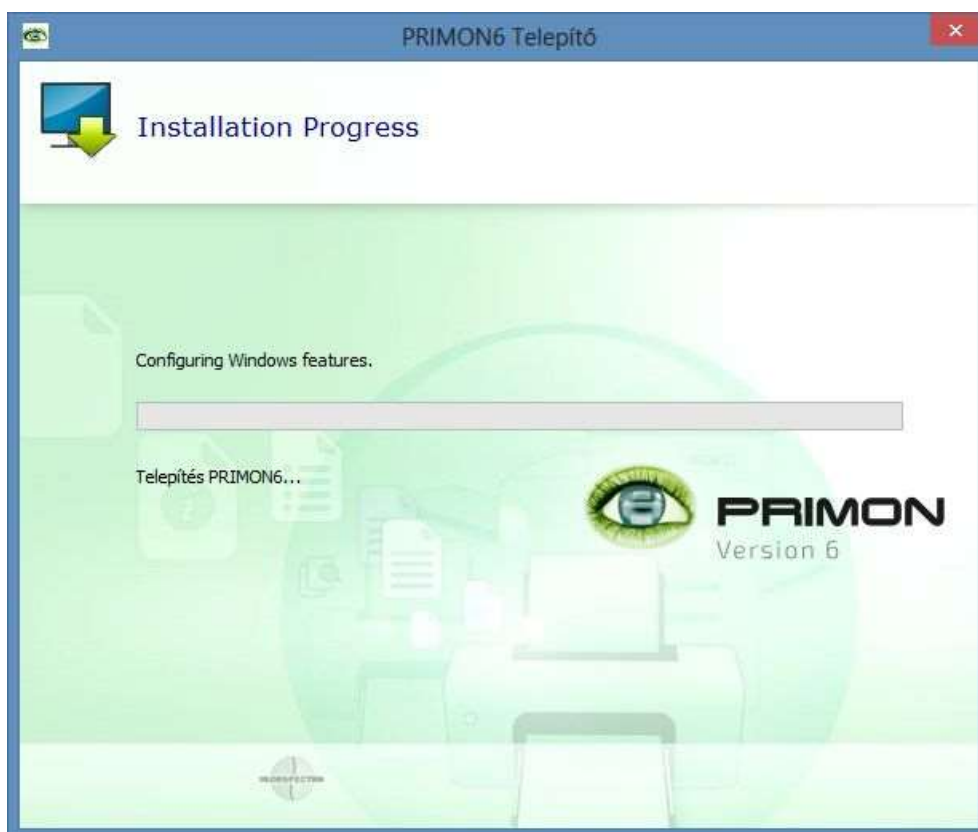 PRIMON6 Telepítő
Installation Progress
Configuring Windows features.
Telepítés PRIMON6...
PRIMON
Version 6